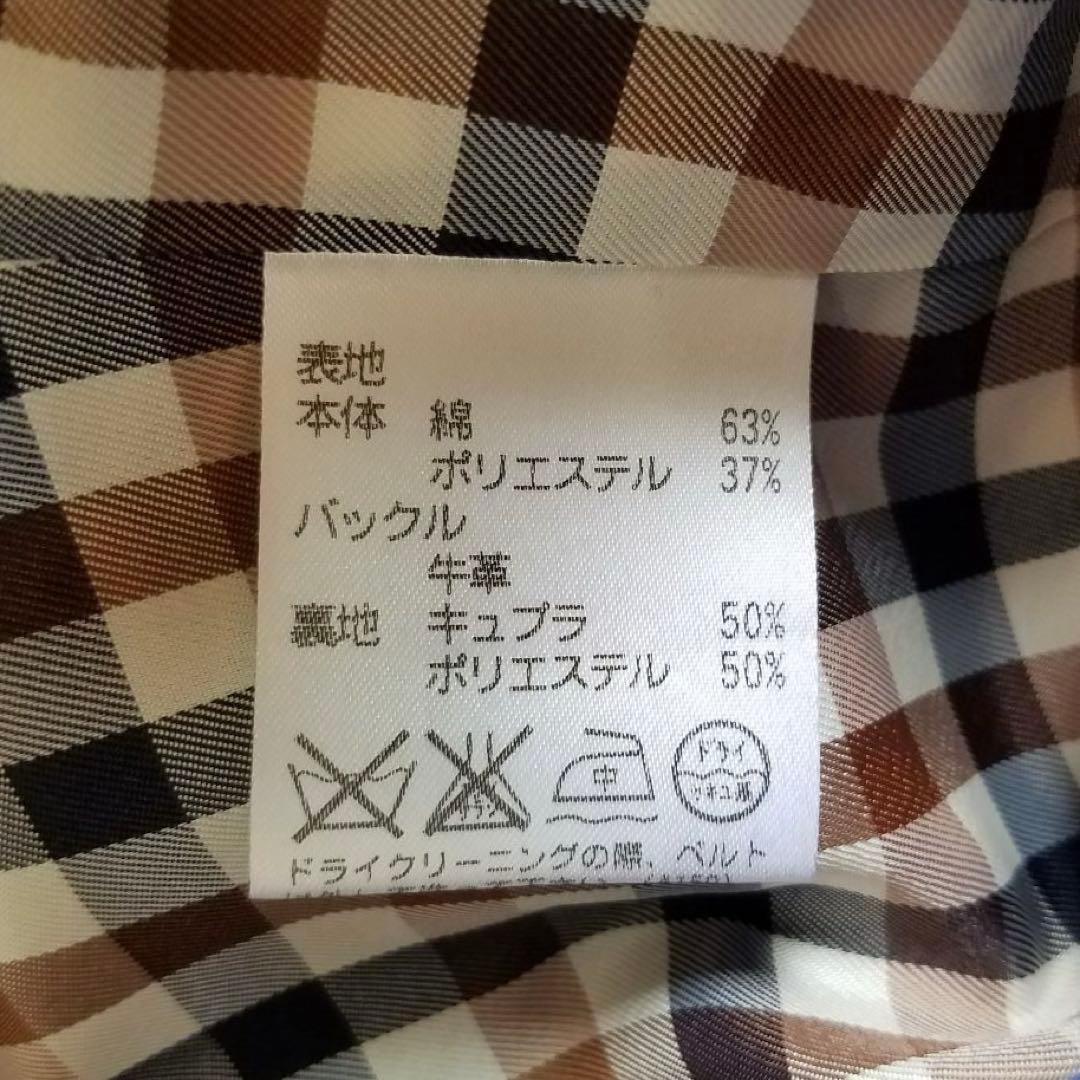 表地
本体 綿 63%
ポリエステル 37%
バックル
牛革
裏地 キュプラ 50%
ポリエステル 50%
中
ドライ
ドライクリーニングの際、ベルト